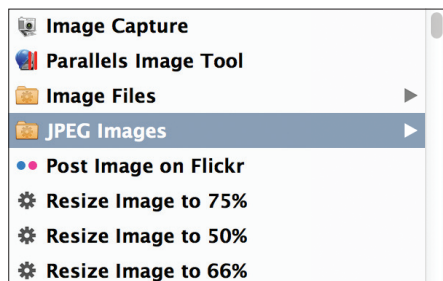 Image Capture
Parallels Image Tool
Image Files
JPEG Images
Post Image on Flickr
Resize Image to 75%
Resize Image to 50%
Resize Image to 66%